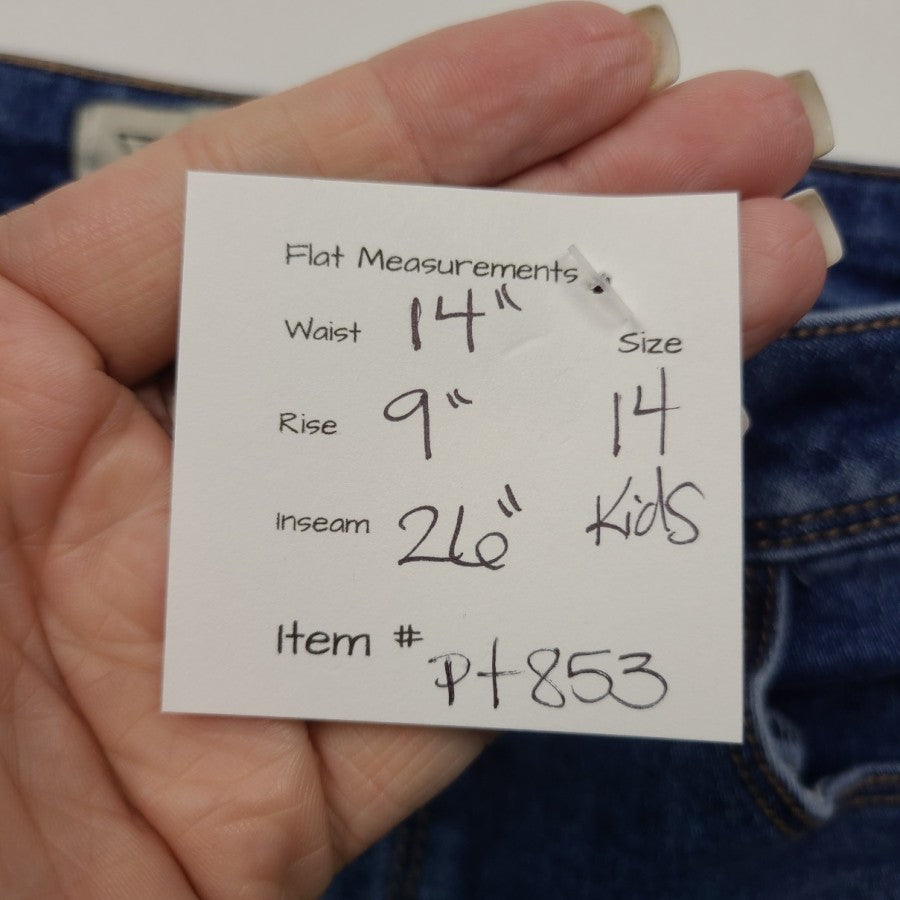 Flat Measurements
Waist 14"
Size
Rise 9"
14
Inseam 26"
Kids
Item # Pt853